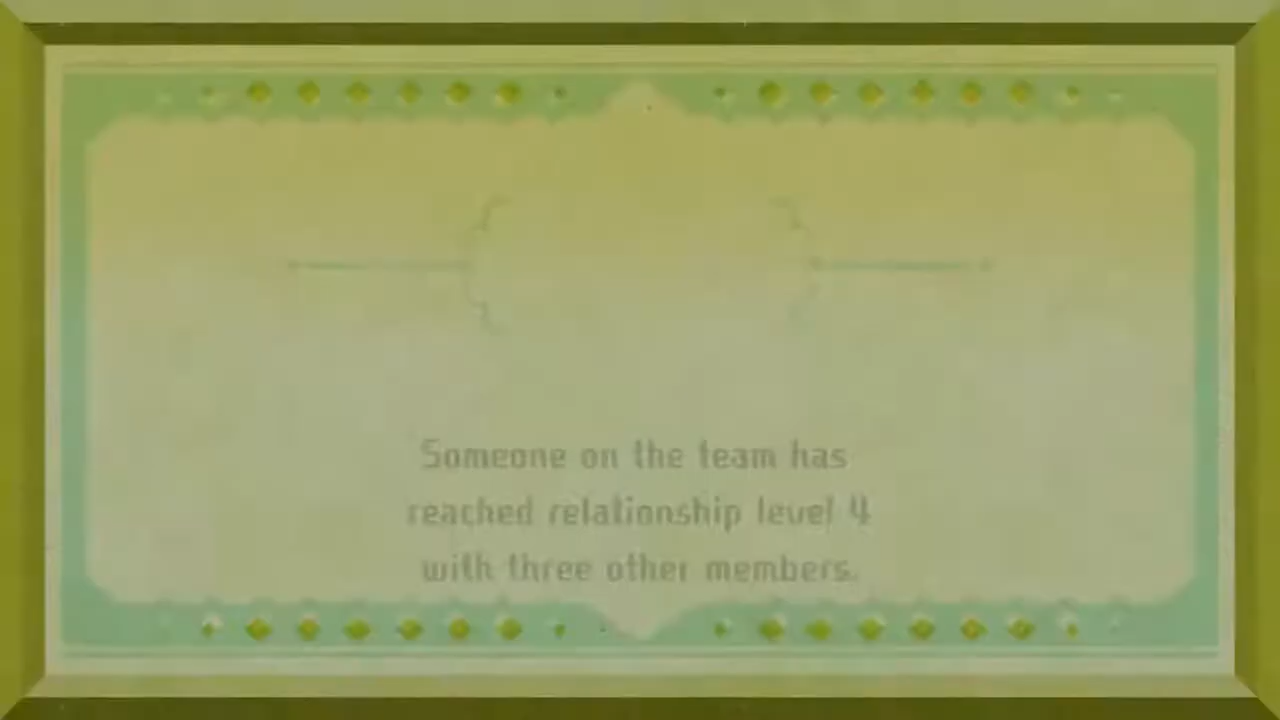 Someone on the team has
reached relationship level 4
with three other members.